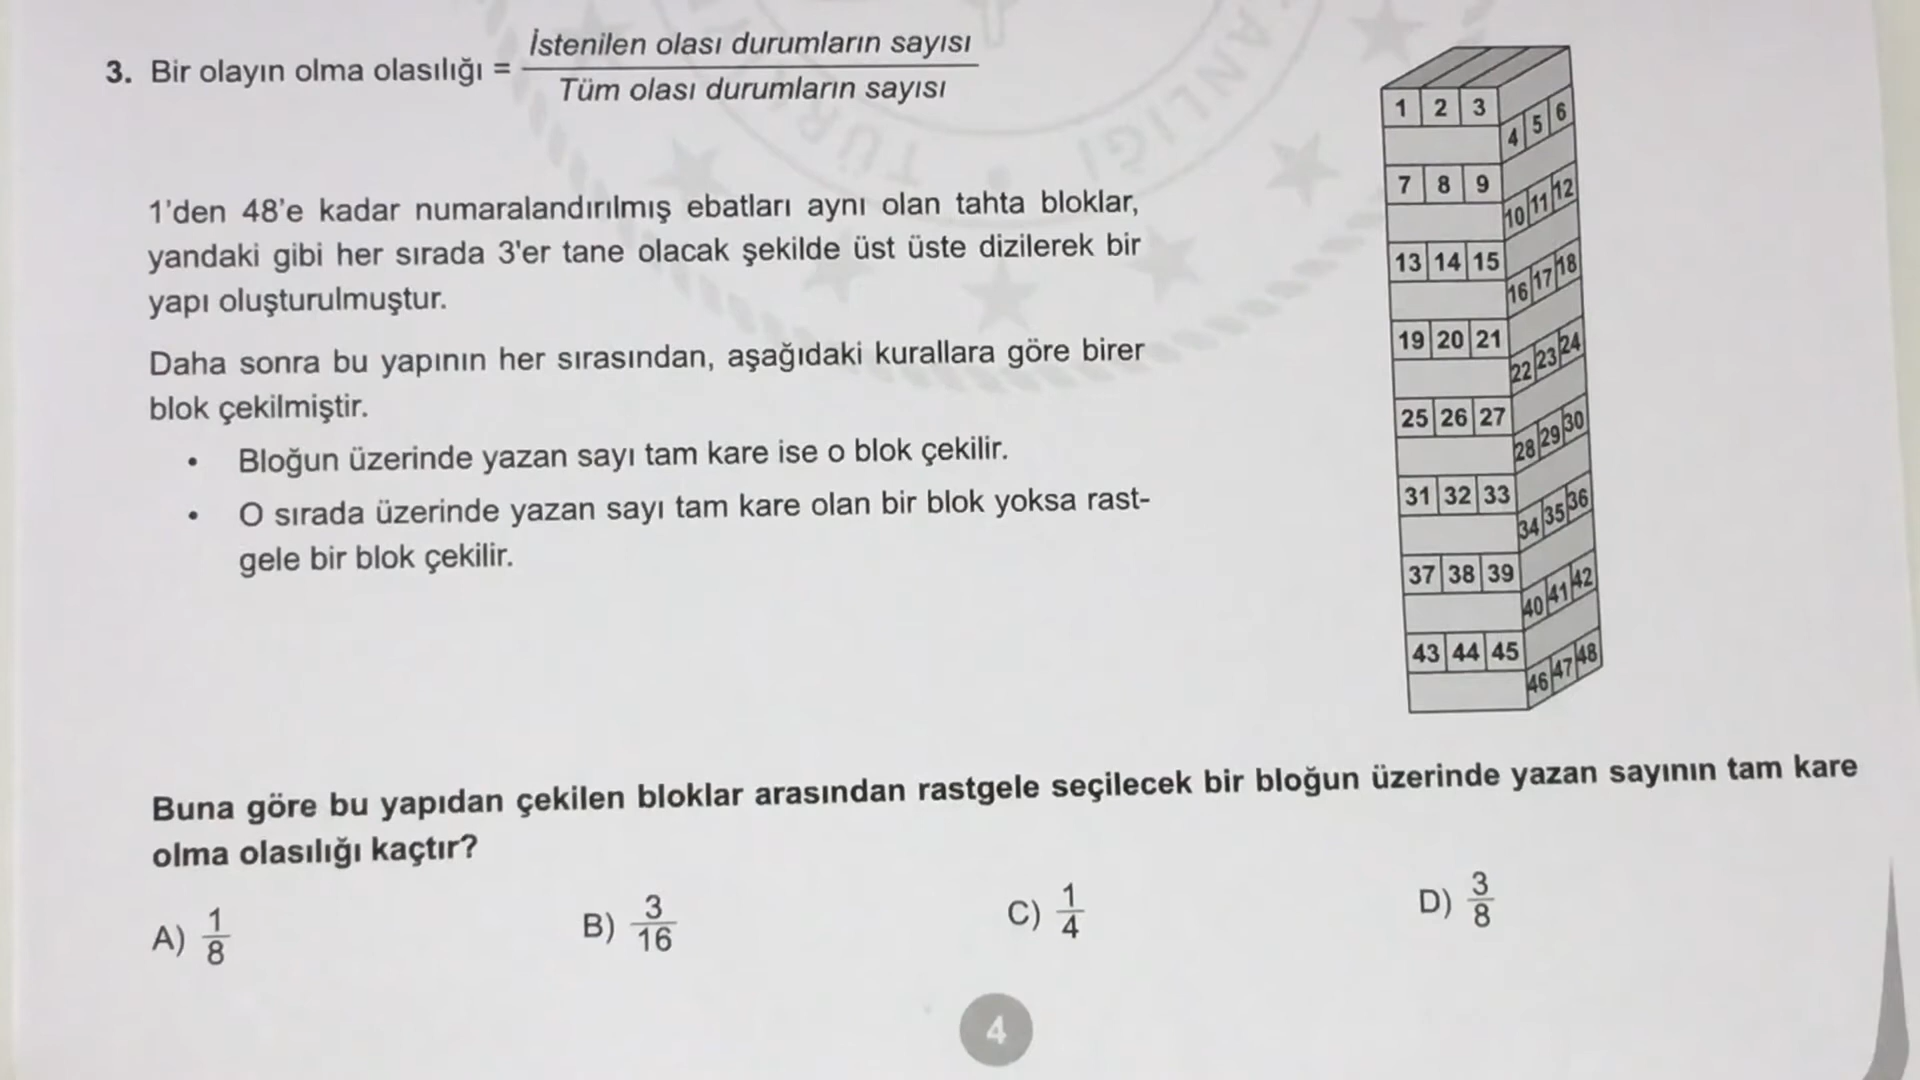 3. Bir olayın olma olasılığı = İstenilen olası durumların sayısı
Tüm olası durumların sayısı
1'den 48'e kadar numaralandırılmış ebatları aynı olan tahta bloklar,
yandaki gibi her sırada 3'er tane olacak şekilde üst üste dizilerek bir
yapı oluşturulmuştur.
Daha sonra bu yapının her sırasından, aşağıdaki kurallara göre birer
blok çekilmiştir.
• Bloğun üzerinde yazan sayı tam kare ise o blok çekilir.
• O sırada üzerinde yazan sayı tam kare olan bir blok yoksa rast-
gele bir blok çekilir.
1 2 3
4 5 6
7 8 9
10 11 12
13 14 15
16 17 18
19 20 21
22 23 24
25 26 27
28 29 30
31 32 33
34 35 36
37 38 39
40 41 42
43 44 45
46 47 48
Buna göre bu yapıdan çekilen bloklar arasından rastgele seçilecek bir bloğun üzerinde yazan sayının tam kare
olma olasılığı kaçtır?
A) 1/8 B) 3/16 C) 1/4 D) 3/8
4